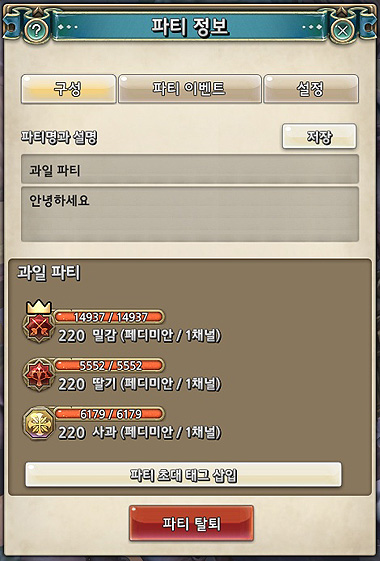 ?
파티 정보
구성
파티 이벤트
설정
파티명과 설명
저장
과일 파티
안녕하세요
과일 파티
14937 / 14937
220 밀감 (페디미안 / 1채널)
5552 / 5552
220 딸기 (페디미안 / 1채널)
6179 / 6179
220 사과 (페디미안 / 1채널)
파티 초대 태그 삽입
파티 탈퇴